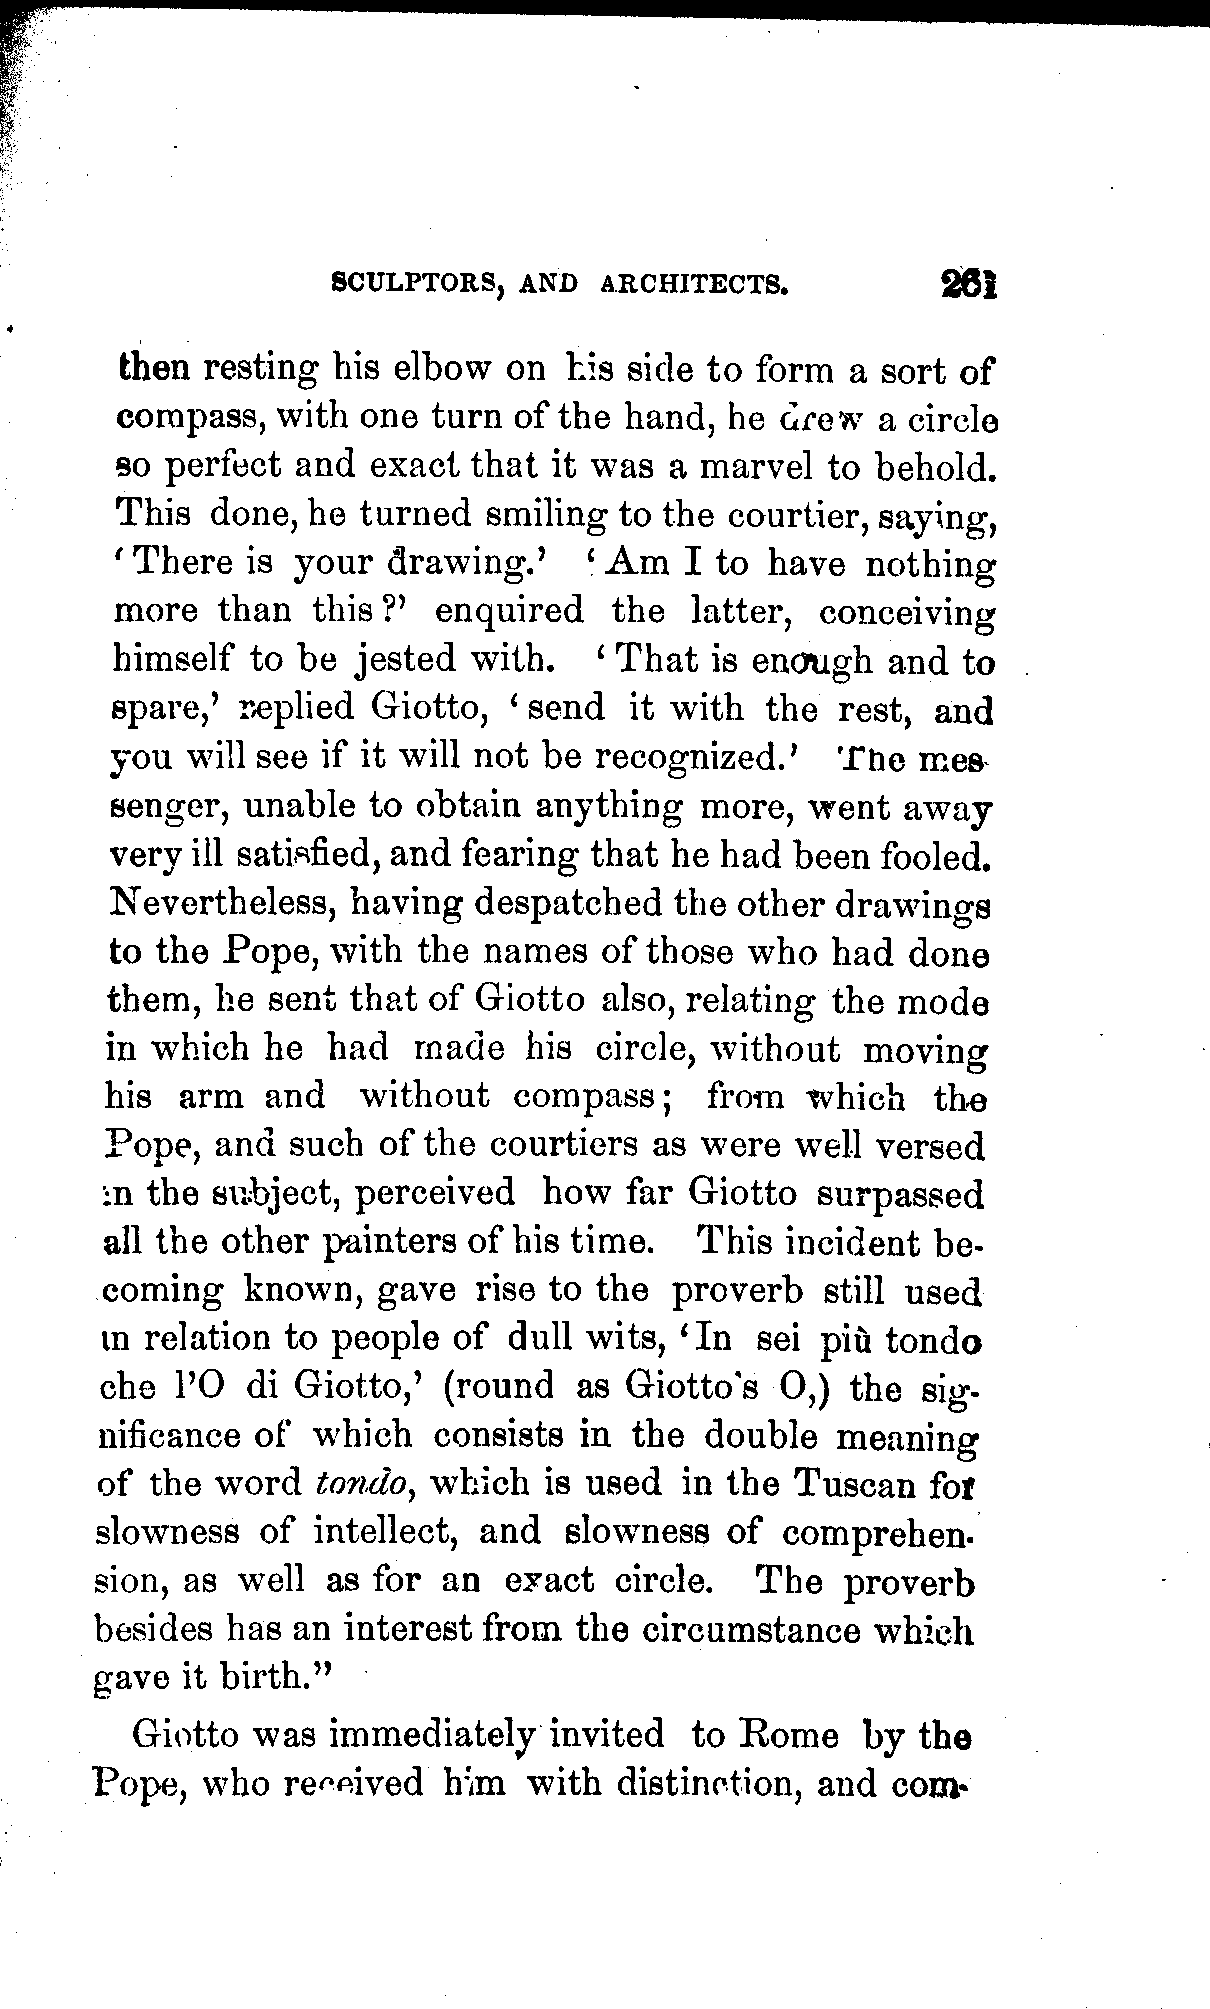 SCULPTORS, AND ARCHITECTS. 261
then resting his elbow on his side to form a sort of
compass, with one turn of the hand, he drew a circle
so perfect and exact that it was a marvel to behold.
This done, he turned smiling to the courtier, saying,
‘There is your drawing.’ ‘Am I to have nothing
more than this?’ enquired the latter, conceiving
himself to be jested with. ‘That is enough and to
spare,’ replied Giotto, ‘send it with the rest, and
you will see if it will not be recognized.’ The mes-
senger, unable to obtain anything more, went away
very ill satisfied, and fearing that he had been fooled.
Nevertheless, having despatched the other drawings
to the Pope, with the names of those who had done
them, he sent that of Giotto also, relating the mode
in which he had made his circle, without moving
his arm and without compass; from which the
Pope, and such of the courtiers as were well versed
in the subject, perceived how far Giotto surpassed
all the other painters of his time. This incident be-
coming known, gave rise to the proverb still used
in relation to people of dull wits, ‘In sei più tondo
che l’O di Giotto,’ (round as Giotto's O,) the sig-
nificance of which consists in the double meaning
of the word tondo, which is used in the Tuscan for
slowness of intellect, and slowness of comprehen-
sion, as well as for an exact circle. The proverb
besides has an interest from the circumstance which
gave it birth.”
Giotto was immediately invited to Rome by the
Pope, who received him with distinction, and com-